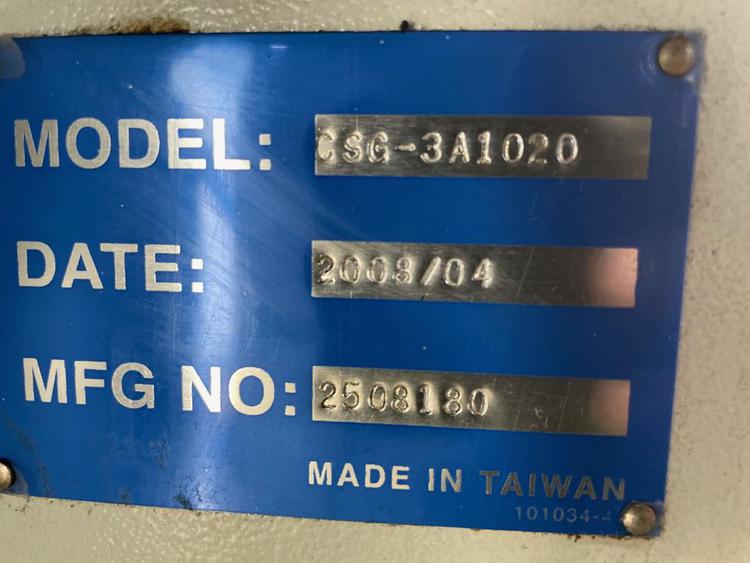 MODEL: CSG-3A1020
DATE: 2008/04
MFG NO: 2508180
MADE IN TAIWAN
101034-4